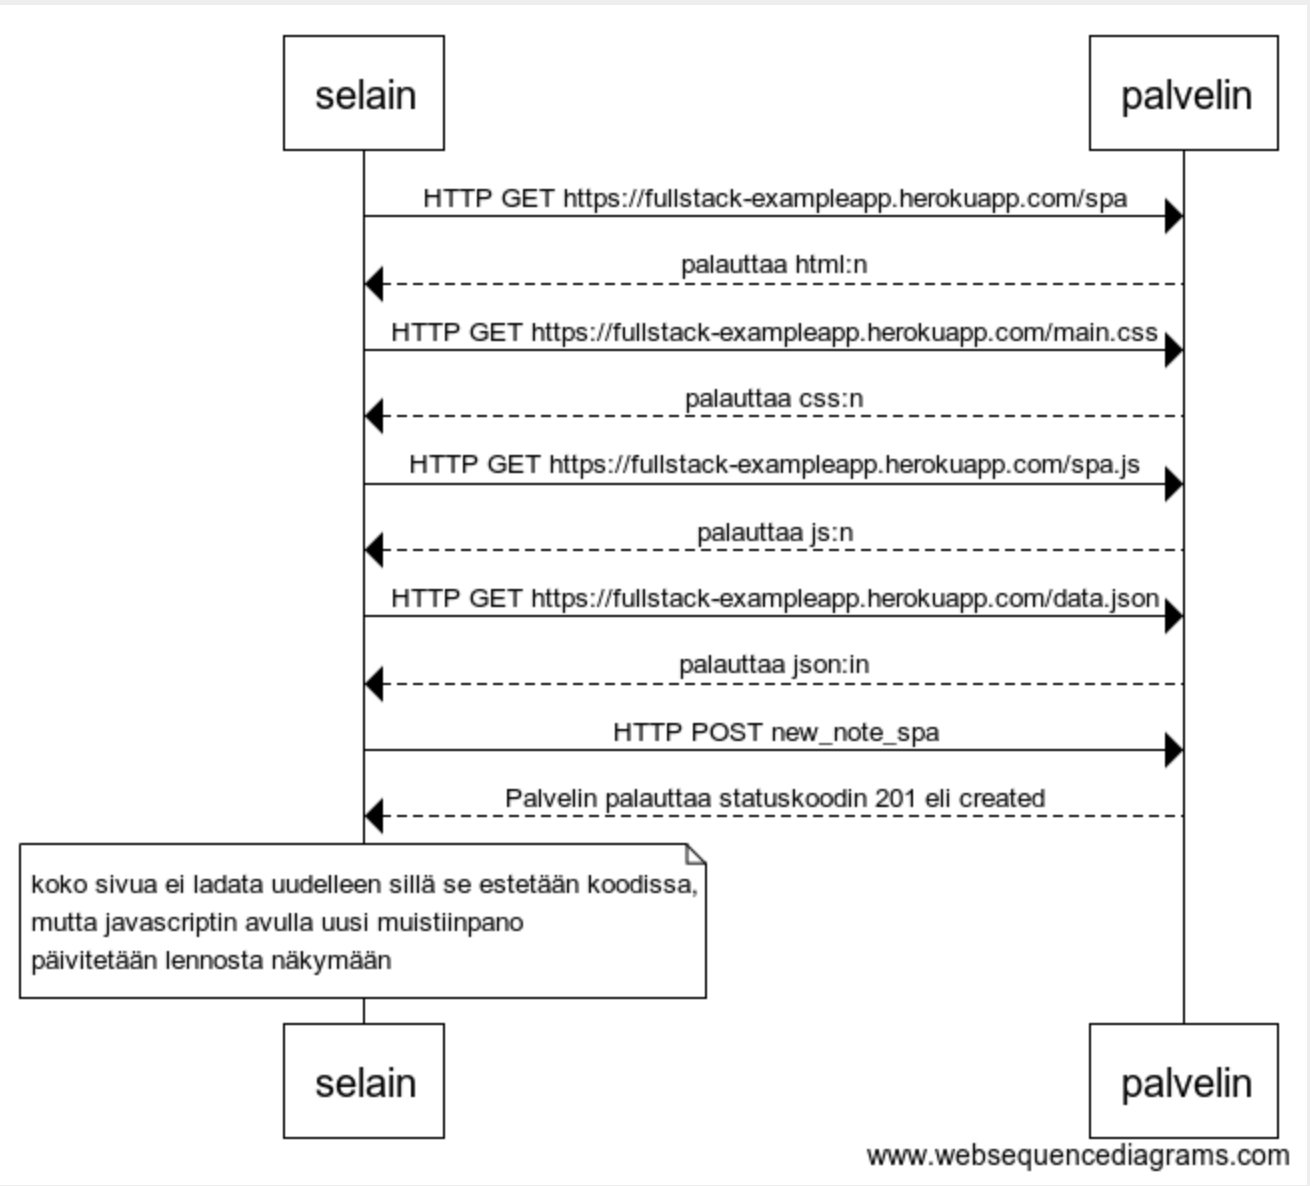 selain
palvelin
HTTP GET https://fullstack-exampleapp.herokuapp.com/spa
palauttaa html:n
HTTP GET https://fullstack-exampleapp.herokuapp.com/main.css
palauttaa css:n
HTTP GET https://fullstack-exampleapp.herokuapp.com/spa.js
palauttaa js:n
HTTP GET https://fullstack-exampleapp.herokuapp.com/data.json
palauttaa json:in
HTTP POST new_note_spa
Palvelin palauttaa statuskoodin 201 eli created
koko sivua ei ladata uudelleen sillä se estetään koodissa,
mutta javascriptin avulla uusi muistiinpano
päivitetään lennosta näkymään
selain
palvelin
www.websequencediagrams.com